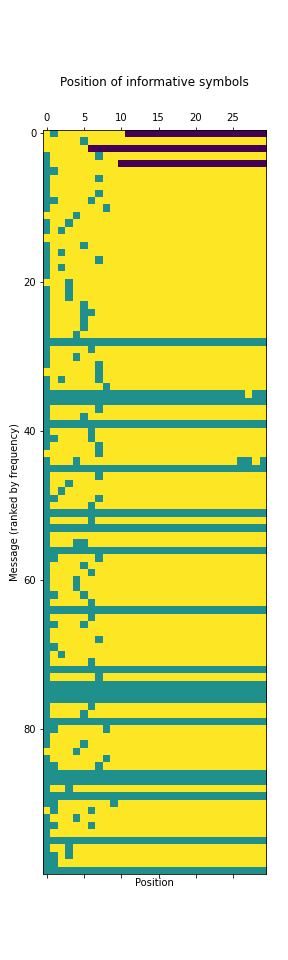 Position of informative symbols
0 5 10 15 20 25
0
20
40
60
80
Message (ranked by frequency)
Position